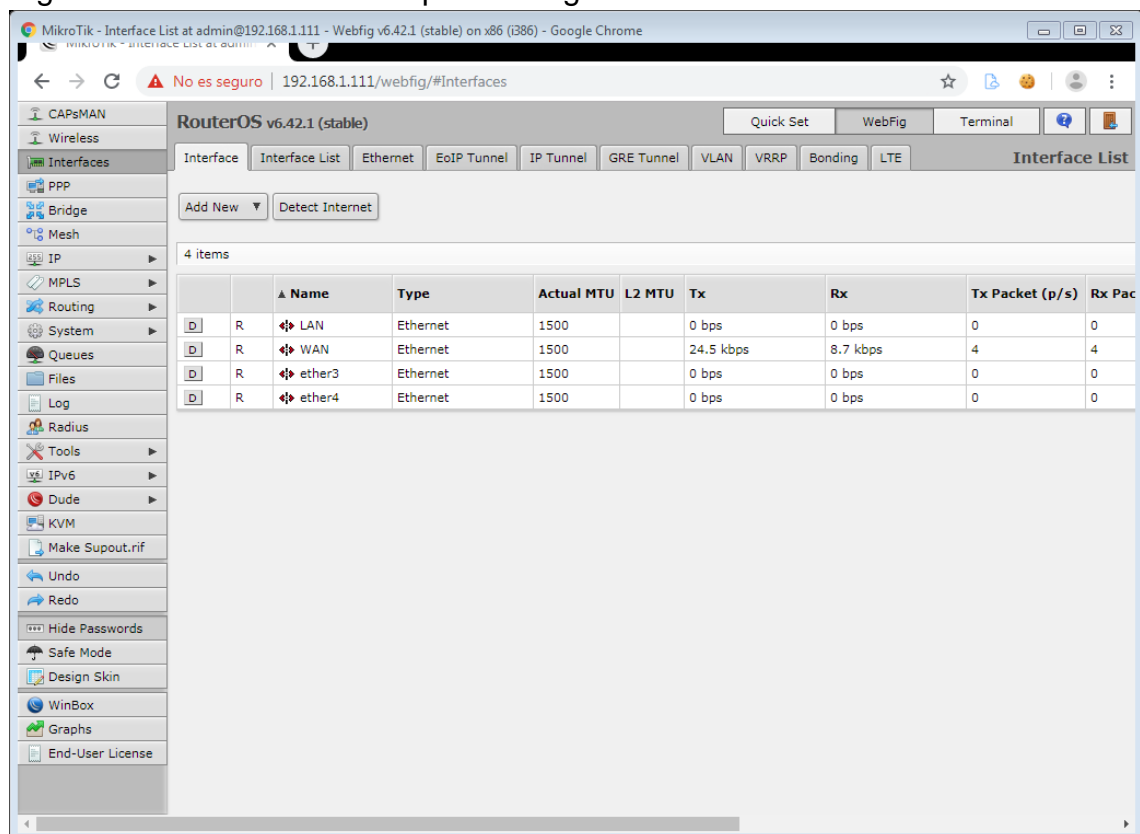 MikroTik - Interface List at admin@192.168.1.111 - Webfig v6.42.1 (stable) on x86 (i386) - Google Chrome
MikroTik - Interface List at admin
No es seguro | 192.168.1.111/webfig/#Interfaces
CAPsMAN
Wireless
Interfaces
PPP
Bridge
Mesh
IP
MPLS
Routing
System
Queues
Files
Log
Radius
Tools
IPv6
Dude
KVM
Make Supout.rif
Undo
Redo
Hide Passwords
Safe Mode
Design Skin
WinBox
Graphs
End-User License
RouterOS v6.42.1 (stable)
Quick Set WebFig Terminal
Interface Interface List Ethernet EoIP Tunnel IP Tunnel GRE Tunnel VLAN VRRP Bonding LTE Interface List
Add New Detect Internet
4 items
Name Type Actual MTU L2 MTU Tx Rx Tx Packet (p/s) Rx Pac
D R LAN Ethernet 1500 0 bps 0 bps 0 0
D R WAN Ethernet 1500 24.5 kbps 8.7 kbps 4 4
D R ether3 Ethernet 1500 0 bps 0 bps 0 0
D R ether4 Ethernet 1500 0 bps 0 bps 0 0